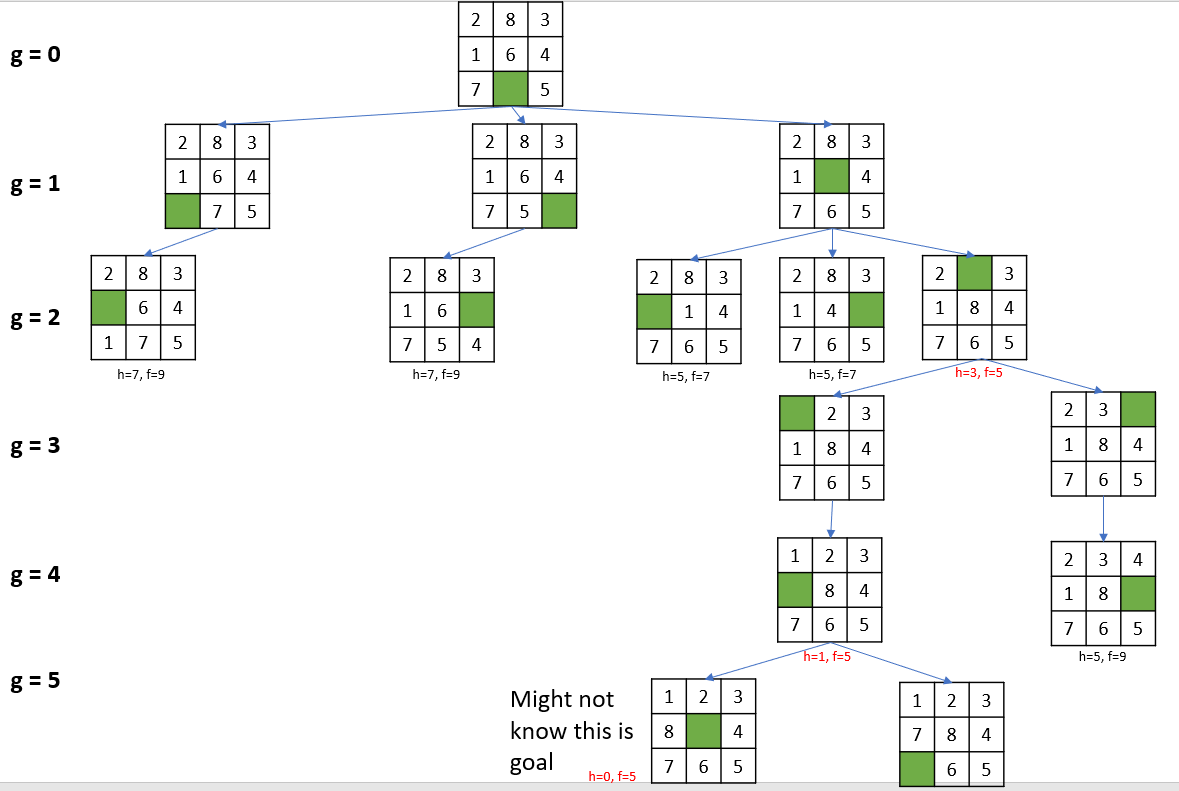 2 8 3
g = 0
1 6 4
7 5
2 8 3
2 8 3
2 8 3
g = 1
1 6 4
1 6 4
1 4
7 5
7 5
7 6 5
2 8 3
2 8 3
2 8 3
2 8 3
2 3
g = 2
6 4
1 6
1 4
1 4
1 8 4
1 7 5
7 5 4
7 6 5
7 6 5
7 6 5
h=7, f=9
h=7, f=9
h=5, f=7
h=5, f=7
h=3, f=5
2 3
2 3
g = 3
1 8 4
1 8 4
7 6 5
7 6 5
1 2 3
2 3 4
g = 4
8 4
1 8
7 6 5
7 6 5
h=1, f=5
h=5, f=9
g = 5
Might not
know this is
goal
h=0, f=5
1 2 3
8 4
7 6 5
1 2 3
7 8 4
6 5